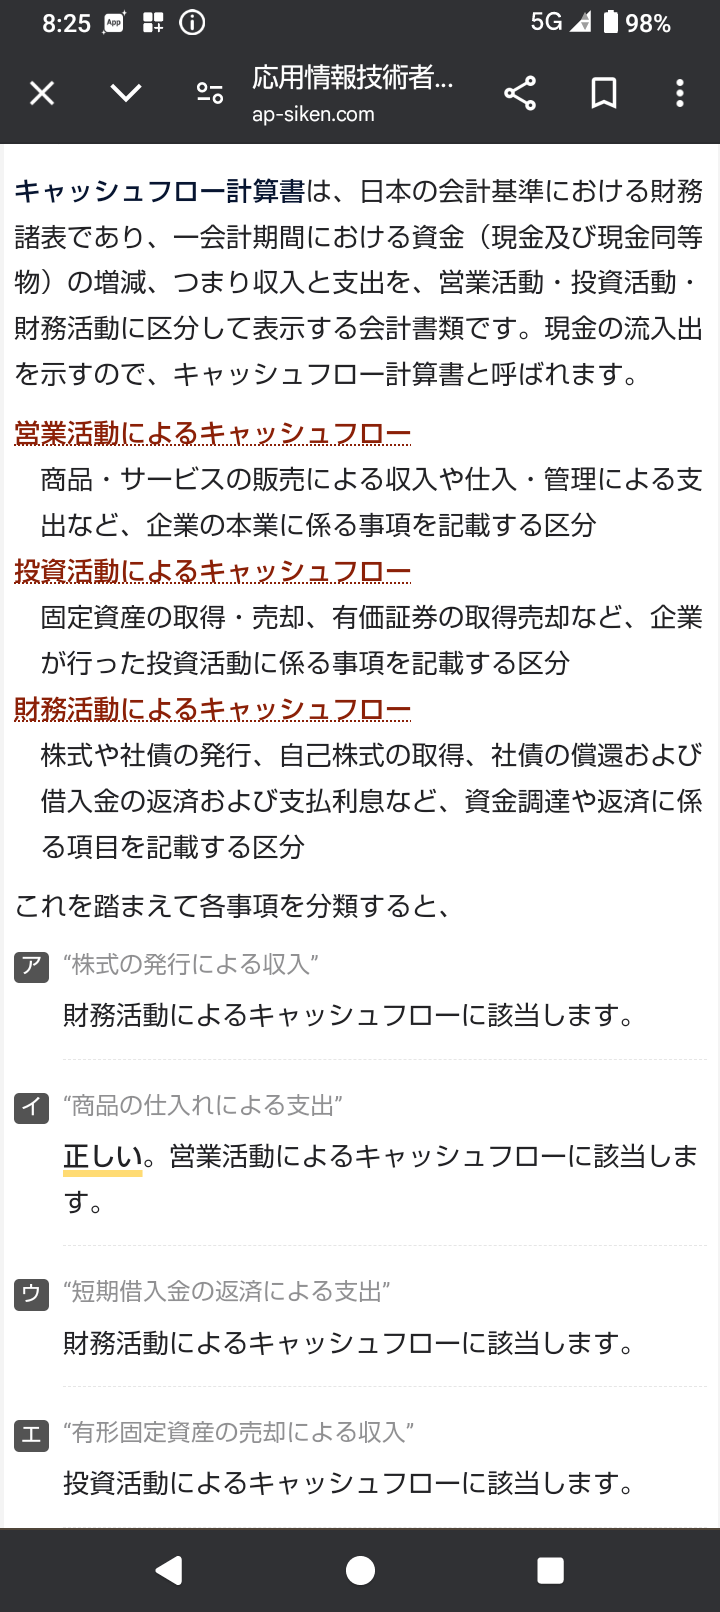 8:25
App
5G
98%
応用情報技術者...
ap-siken.com
キャッシュフロー計算書は、日本の会計基準における財務
諸表であり、一会計期間における資金（現金及び現金同等
物）の増減、つまり収入と支出を、営業活動・投資活動・
財務活動に区分して表示する会計書類です。現金の流入出
を示すので、キャッシュフロー計算書と呼ばれます。
営業活動によるキャッシュフロー
商品・サービスの販売による収入や仕入・管理による支
出など、企業の本業に係る事項を記載する区分
投資活動によるキャッシュフロー
固定資産の取得・売却、有価証券の取得売却など、企業
が行った投資活動に係る事項を記載する区分
財務活動によるキャッシュフロー
株式や社債の発行、自己株式の取得、社債の償還および
借入金の返済および支払利息など、資金調達や返済に係
る項目を記載する区分
これを踏まえて各事項を分類すると、
ア “株式の発行による収入”
財務活動によるキャッシュフローに該当します。
イ “商品の仕入れによる支出”
正しい。営業活動によるキャッシュフローに該当しま
す。
ウ “短期借入金の返済による支出”
財務活動によるキャッシュフローに該当します。
エ “有形固定資産の売却による収入”
投資活動によるキャッシュフローに該当します。